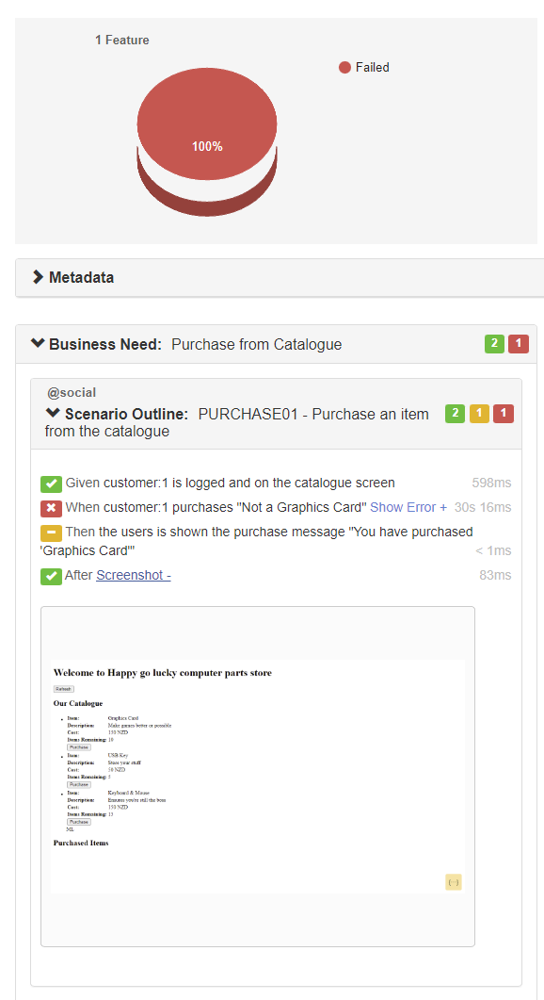 1 Feature
Failed
100%
Metadata
Business Need: Purchase from Catalogue 2 1
@social
Scenario Outline: PURCHASE01 - Purchase an item 2 1 1
from the catalogue
Given customer:1 is logged and on the catalogue screen 598ms
When customer:1 purchases "Not a Graphics Card" Show Error + 30s 16ms
Then the users is shown the purchase message "You have purchased
'Graphics Card'" < 1ms
After Screenshot - 83ms
Welcome to Happy go lucky computer parts store
Refresh
Our Catalogue
Item: Graphics Card
Description: Make games better or possible
Cost: 150 NZD
Items Remaining: 10
Purchase
Item: USB Key
Description: Store your stuff
Cost: 50 NZD
Items Remaining: 5
Purchase
Item: Keyboard & Mouse
Description: Ensures you're still the boss
Cost: 150 NZD
Items Remaining: 15
Purchase
ML
Purchased Items